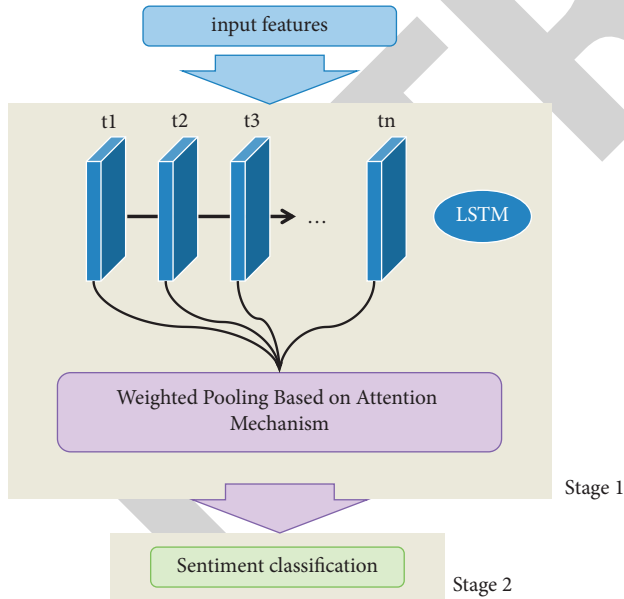 input features
t1 t2 t3 tn
... LSTM
Weighted Pooling Based on Attention
Mechanism
Stage 1
Sentiment classification
Stage 2